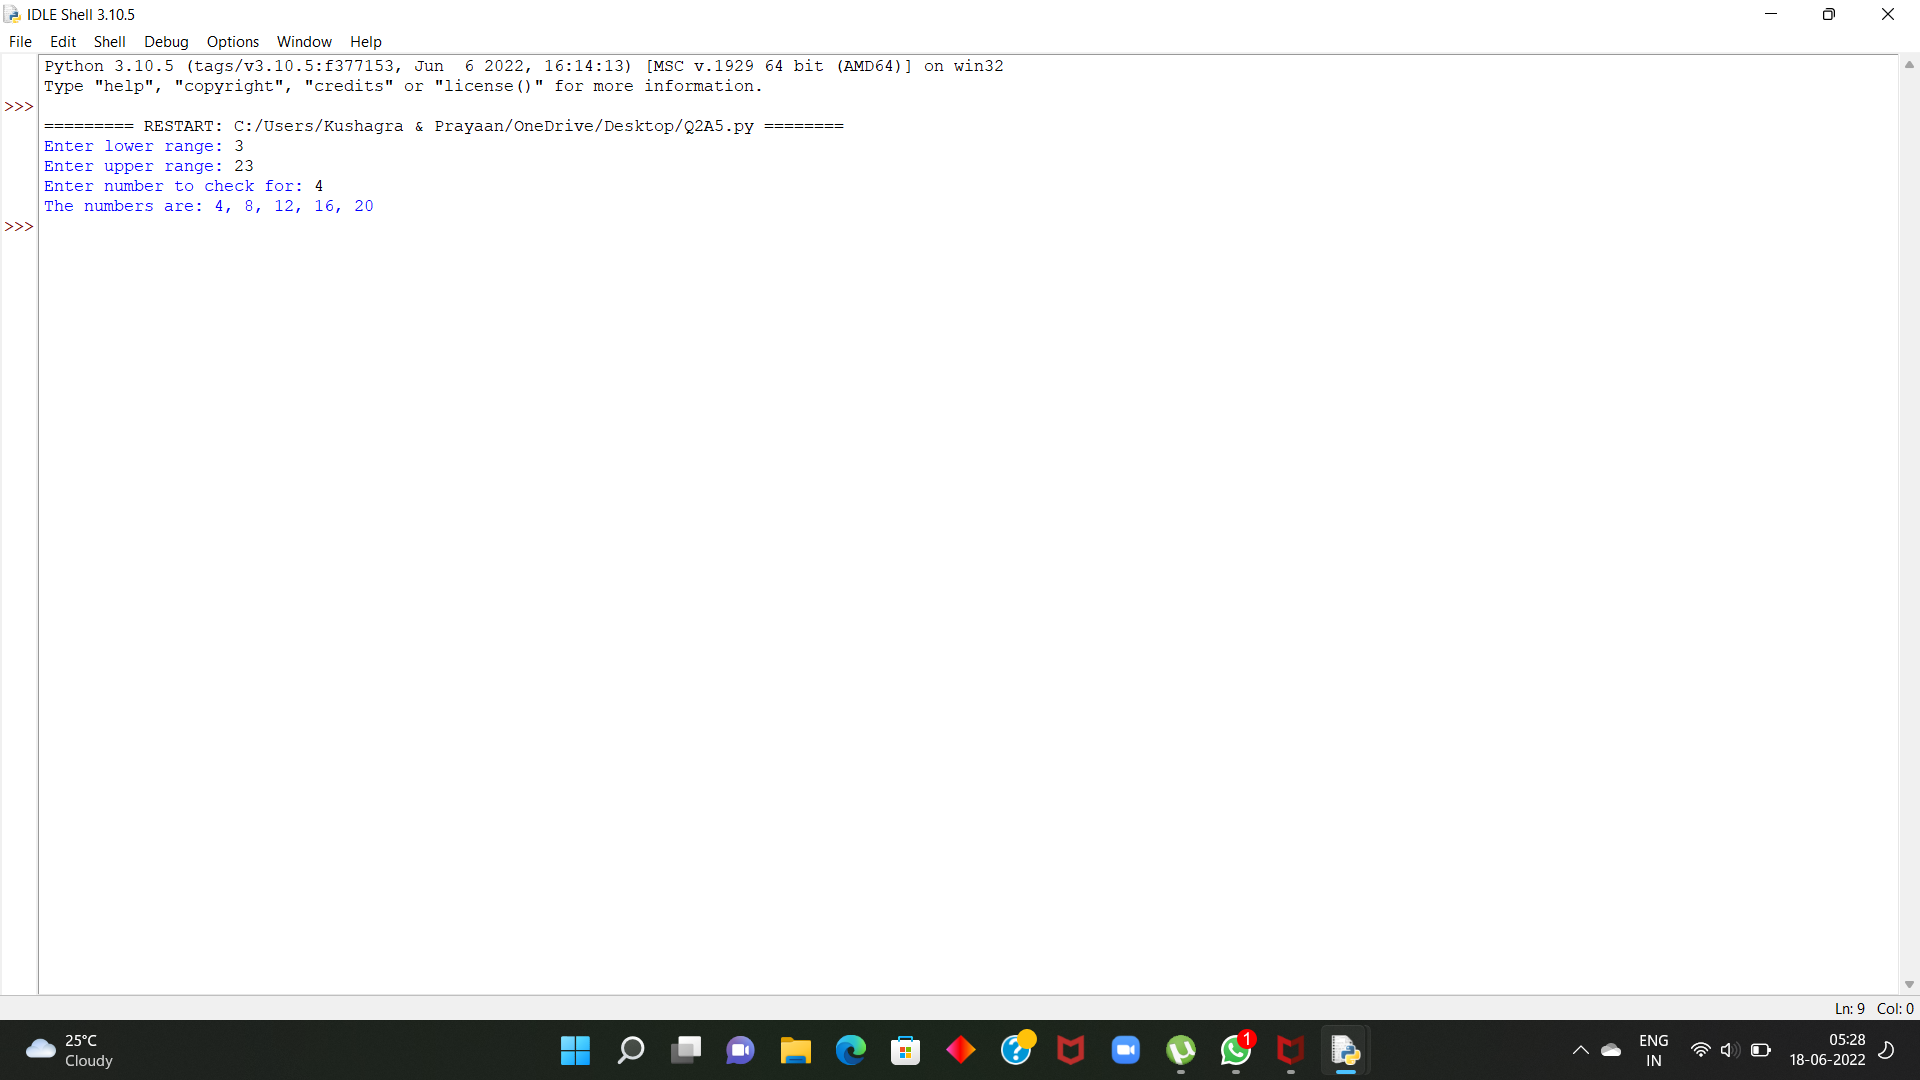 IDLE Shell 3.10.5
File Edit Shell Debug Options Window Help
Python 3.10.5 (tags/v3.10.5:f377153, Jun  6 2022, 16:14:13) [MSC v.1929 64 bit (AMD64)] on win32
Type "help", "copyright", "credits" or "license()" for more information.
>>>
========= RESTART: C:/Users/Kushagra & Prayaan/OneDrive/Desktop/Q2A5.py ========
Enter lower range: 3
Enter upper range: 23
Enter number to check for: 4
The numbers are: 4, 8, 12, 16, 20
>>>
Ln: 9 Col: 0
25°C
Cloudy
1
ENG
IN
05:28
18-06-2022